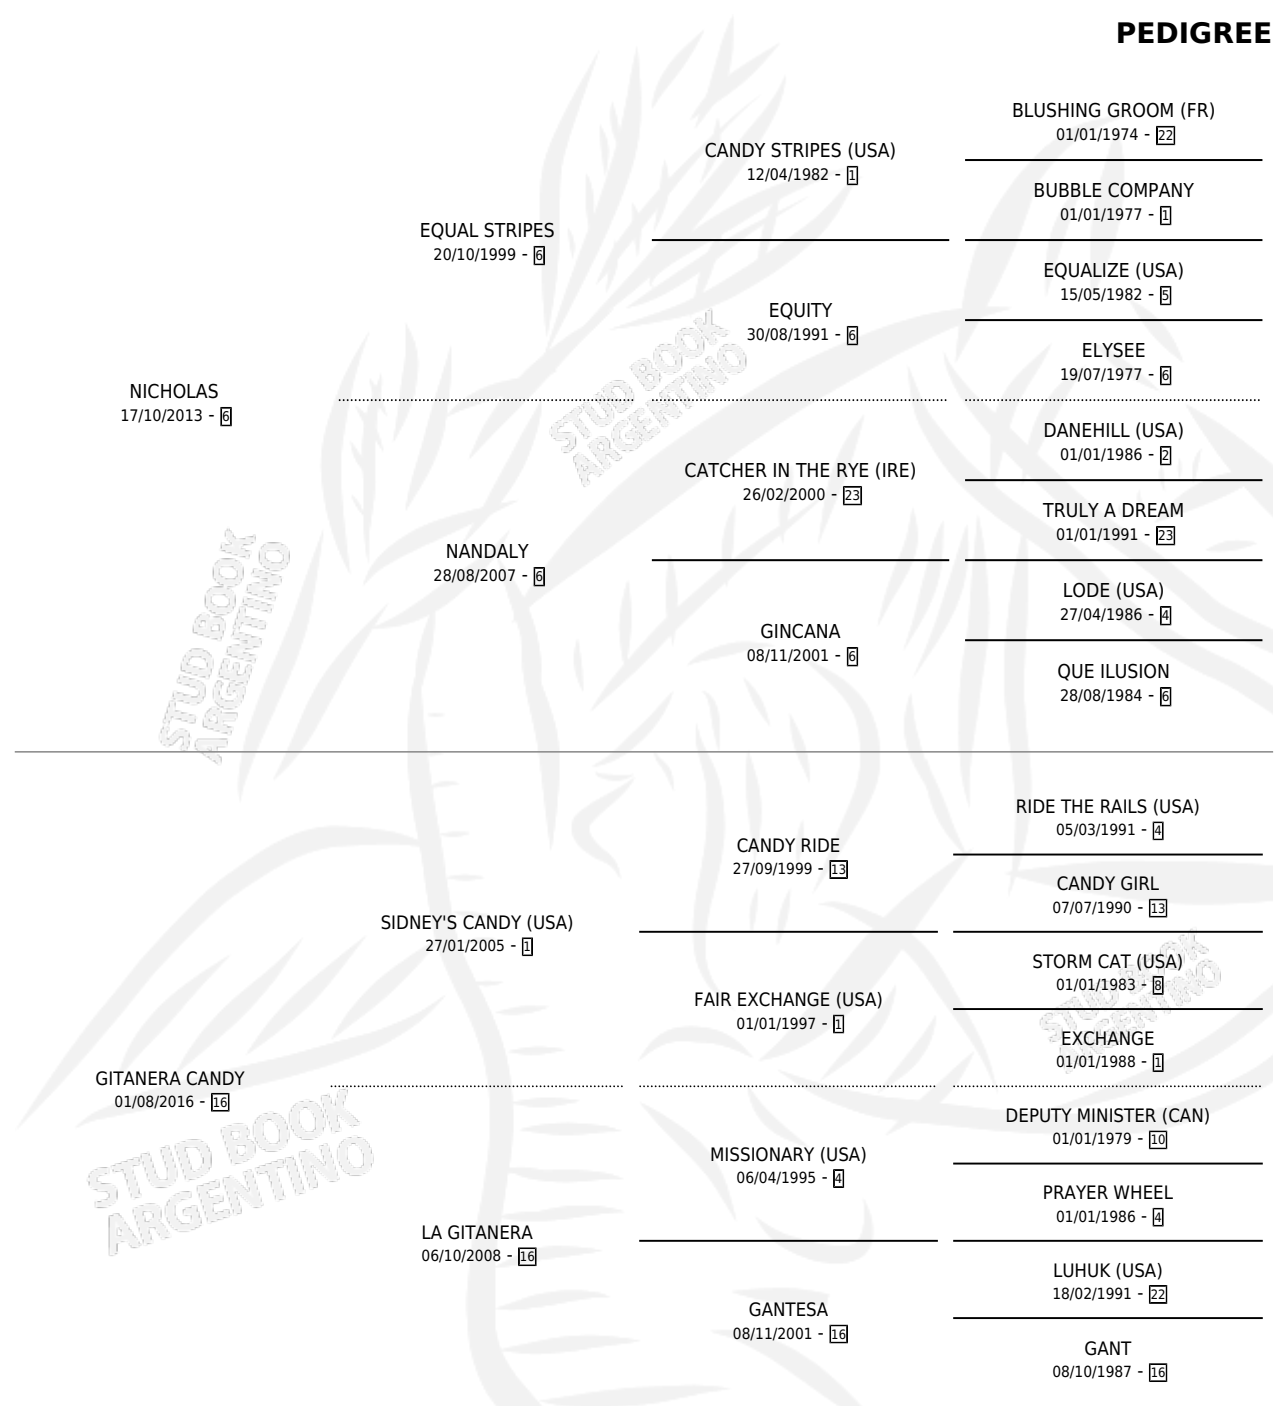 PEDIGREE
BLUSHING GROOM (FR)
01/01/1974 - 22
CANDY STRIPES (USA)
12/04/1982 - 1
BUBBLE COMPANY
01/01/1977 - 1
EQUAL STRIPES
20/10/1999 - 6
EQUALIZE (USA)
15/05/1982 - 5
EQUITY
30/08/1991 - 6
ELYSEE
19/07/1977 - 6
NICHOLAS
17/10/2013 - 6
DANEHILL (USA)
01/01/1986 - 2
CATCHER IN THE RYE (IRE)
26/02/2000 - 23
TRULY A DREAM
01/01/1991 - 23
NANDALY
28/08/2007 - 6
LODE (USA)
27/04/1986 - 4
GINCANA
08/11/2001 - 6
QUE ILUSION
28/08/1984 - 6
RIDE THE RAILS (USA)
05/03/1991 - 4
CANDY RIDE
27/09/1999 - 13
CANDY GIRL
07/07/1990 - 13
SIDNEY'S CANDY (USA)
27/01/2005 - 1
STORM CAT (USA)
01/01/1983 - 8
FAIR EXCHANGE (USA)
01/01/1997 - 1
EXCHANGE
01/01/1988 - 1
GITANERA CANDY
01/08/2016 - 16
DEPUTY MINISTER (CAN)
01/01/1979 - 10
MISSIONARY (USA)
06/04/1995 - 4
PRAYER WHEEL
01/01/1986 - 4
LA GITANERA
06/10/2008 - 16
LUHUK (USA)
18/02/1991 - 22
GANTESA
08/11/2001 - 16
GANT
08/10/1987 - 16
STUD BOOK
ARGENTINO
STUD BOOK
ARGENTINO
STUD BOOK
ARGENTINO
STUD BOOK
ARGENTINO